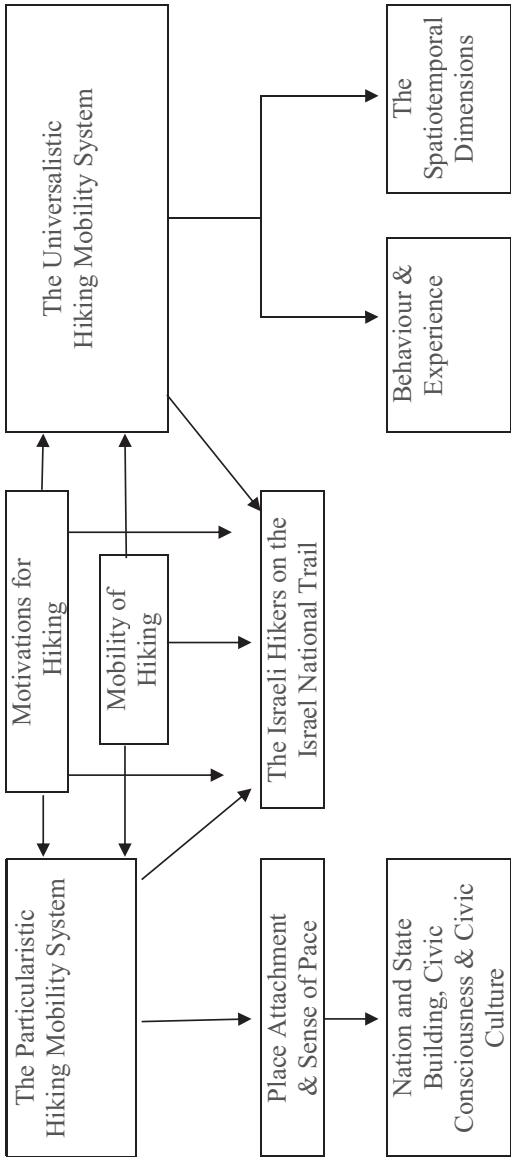 The Particularistic
Hiking Mobility System
Motivations for
Hiking
The Universalistic
Hiking Mobility System
Mobility of
Hiking
Place Attachment
& Sense of Pace
The Israeli Hikers on the
Israel National Trail
Nation and State
Building, Civic
Consciousness & Civic
Culture
Behaviour &
Experience
The
Spatiotemporal
Dimensions